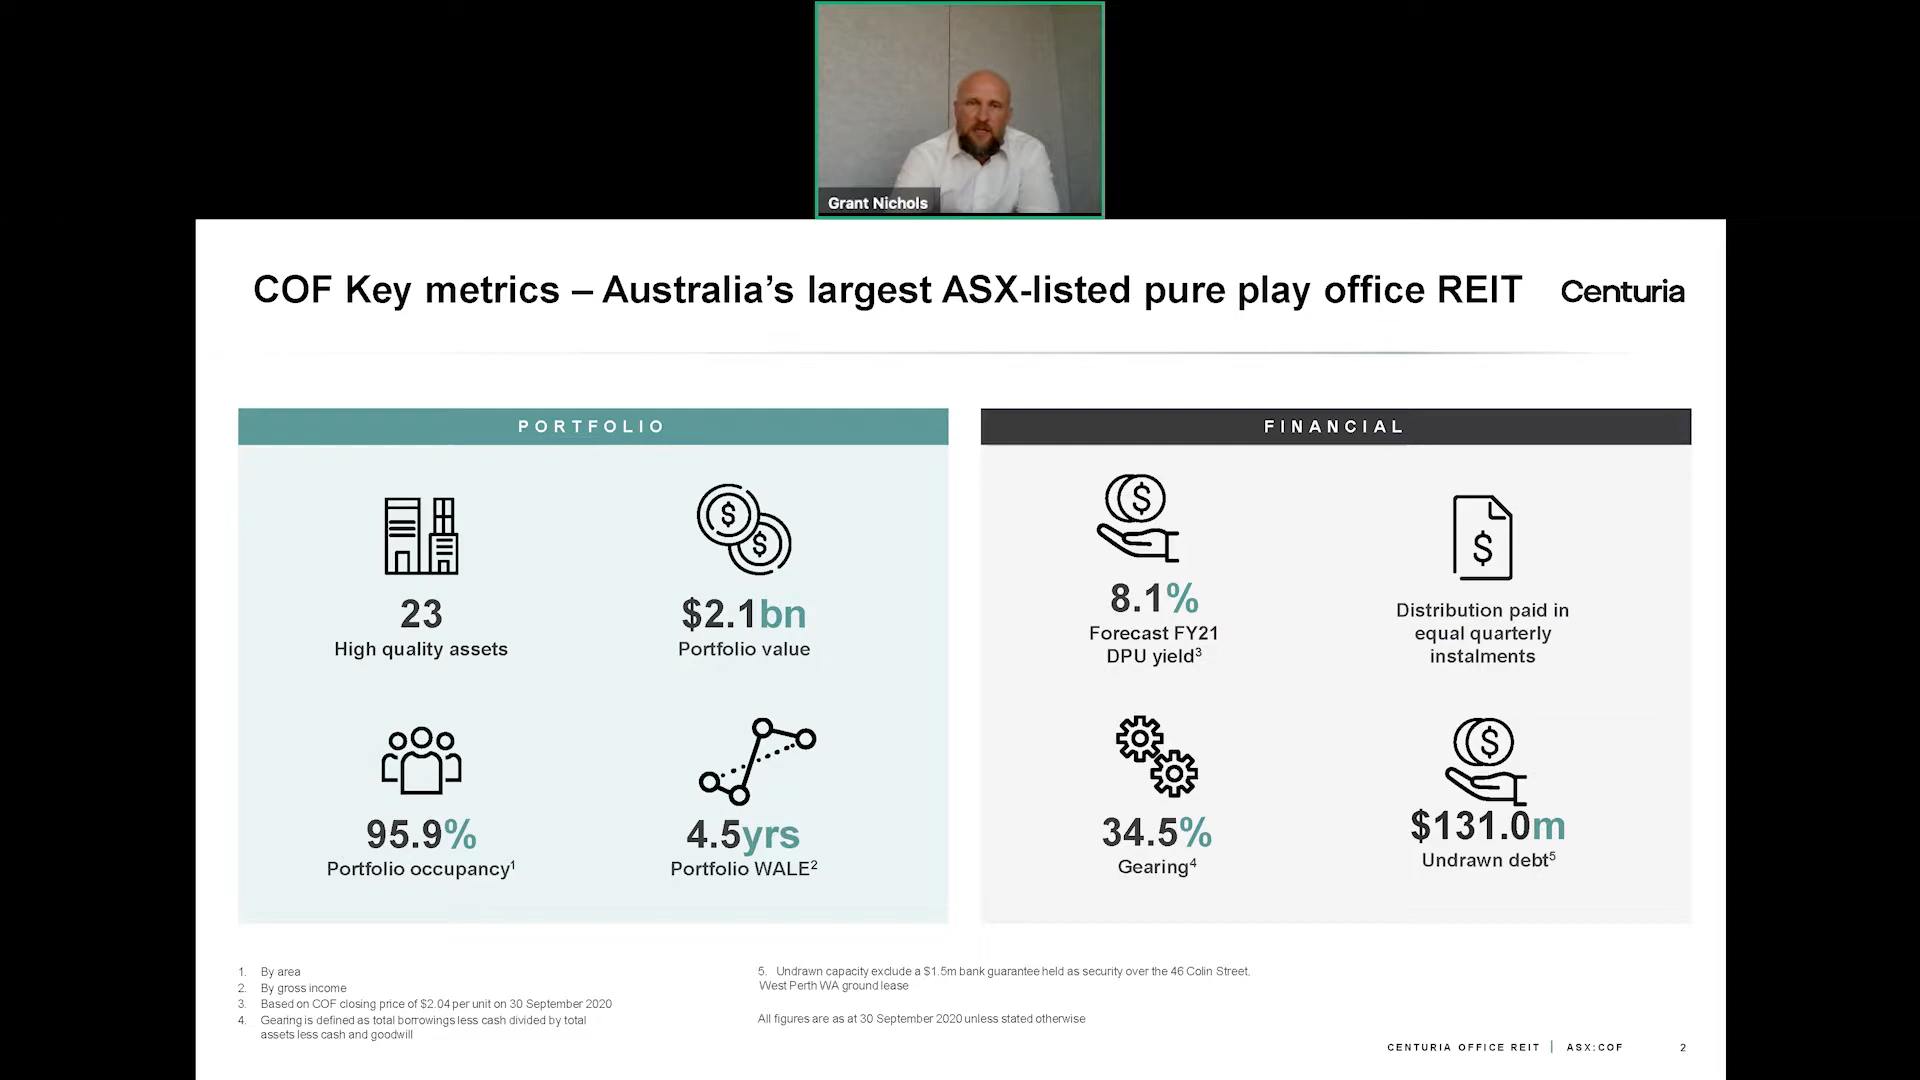 Grant Nichols
COF Key metrics – Australia’s largest ASX-listed pure play office REIT
Centuria
PORTFOLIO
23
High quality assets
$2.1bn
Portfolio value
95.9%
Portfolio occupancy1
4.5yrs
Portfolio WALE2
FINANCIAL
8.1%
Forecast FY21
DPU yield3
Distribution paid in
equal quarterly
instalments
34.5%
Gearing4
$131.0m
Undrawn debt5
1. By area
2. By gross income
3. Based on COF closing price of $2.04 per unit on 30 September 2020
4. Gearing is defined as total borrowings less cash divided by total
assets less cash and goodwill
5. Undrawn capacity exclude a $1.5m bank guarantee held as security over the 46 Colin Street,
West Perth WA ground lease
All figures are as at 30 September 2020 unless stated otherwise
CENTURIA OFFICE REIT | ASX:COF 2